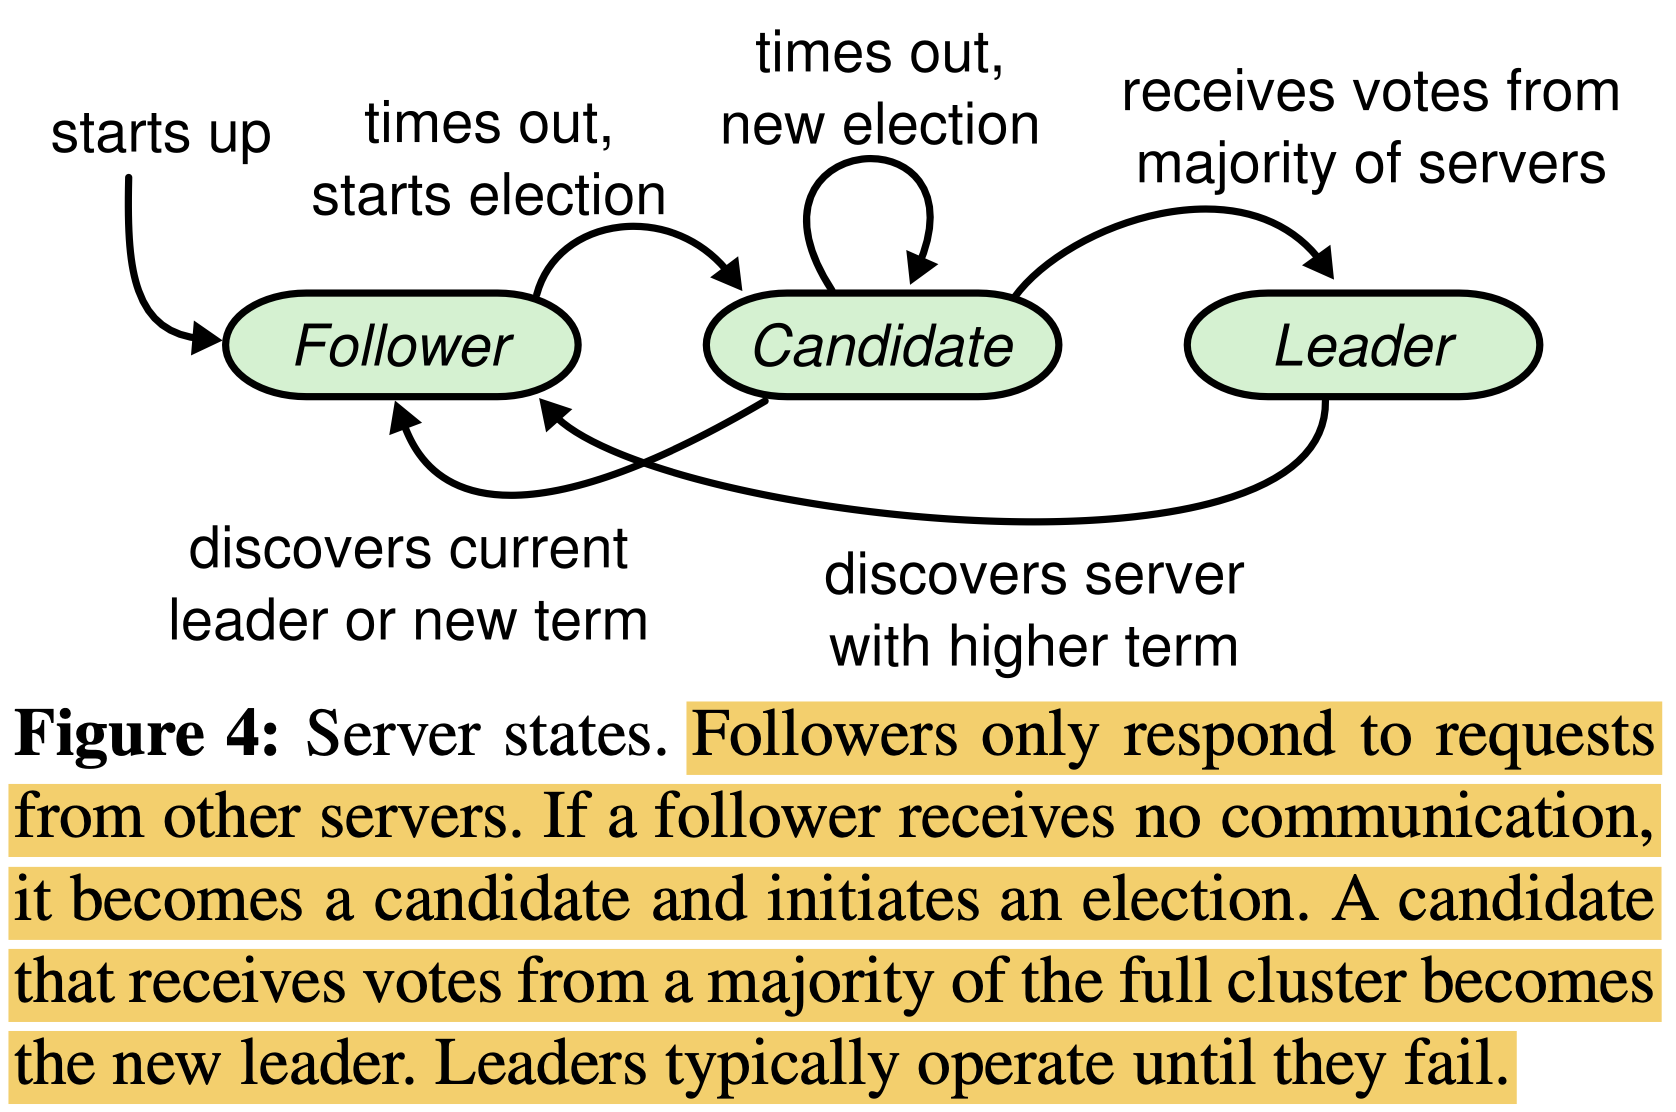 starts up
times out,
starts election
times out,
new election
receives votes from
majority of servers
Follower
Candidate
Leader
discovers current
leader or new term
discovers server
with higher term
Figure 4: Server states. Followers only respond to requests
from other servers. If a follower receives no communication,
it becomes a candidate and initiates an election. A candidate
that receives votes from a majority of the full cluster becomes
the new leader. Leaders typically operate until they fail.